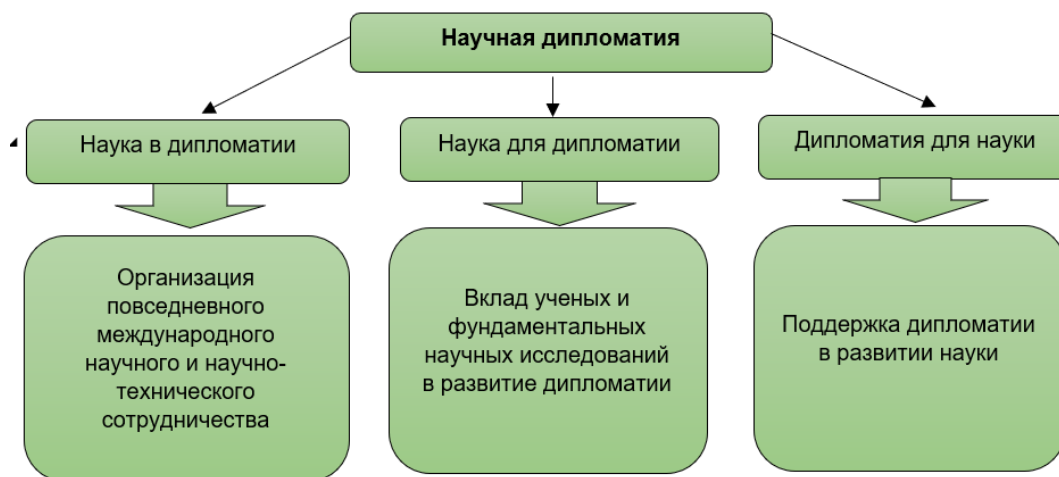 Научная дипломатия
Наука в дипломатии
Наука для дипломатии
Дипломатия для науки
Организация
повседневного
международного
научного и научно-
технического
сотрудничества
Вклад ученых и
фундаментальных
научных исследований
в развитие дипломатии
Поддержка дипломатии
в развитии науки